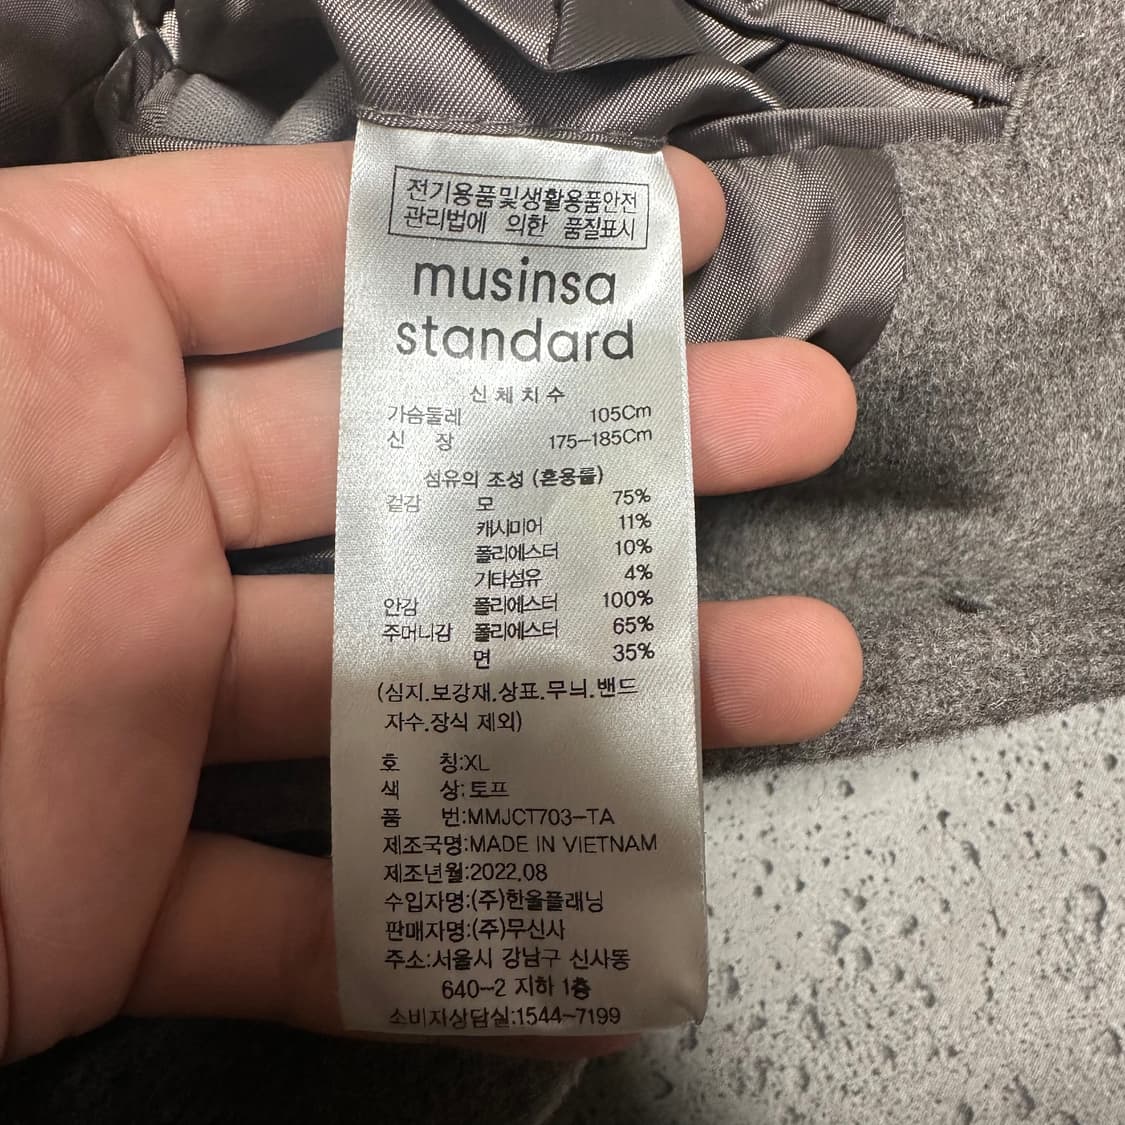 전기용품및생활용품안전
관리법에 의한 품질표시
musinsa
standard
신체치수
가슴둘레 105Cm
신 장 175-185Cm
섬유의 조성 (혼용률)
겉감 모 75%
캐시미어 11%
폴리에스터 10%
기타섬유 4%
안감 폴리에스터 100%
주머니감 폴리에스터 65%
면 35%
(심지.보강재.상표.무늬.밴드
자수.장식 제외)
호 칭:XL
색 상:토프
품 번:MMJCT703-TA
제조국명:MADE IN VIETNAM
제조년월:2022.08
수입자명:(주)한올플래닝
판매자명:(주)무신사
주소:서울시 강남구 신사동
640-2 지하 1층
소비자상담실:1544-7199